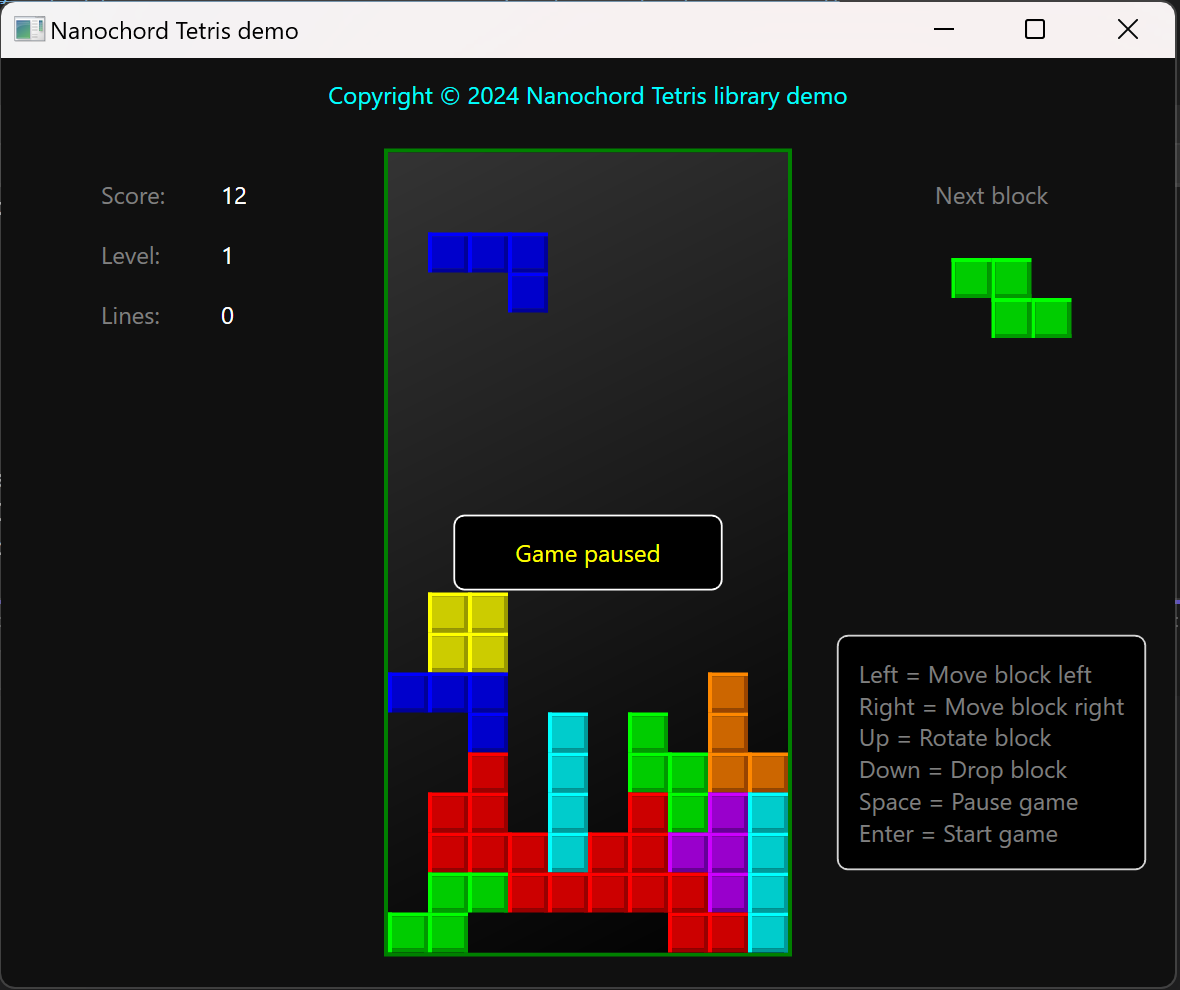 Nanochord Tetris demo
Copyright © 2024 Nanochord Tetris library demo
Score: 12
Level: 1
Lines: 0
Next block
Game paused
Left = Move block left
Right = Move block right
Up = Rotate block
Down = Drop block
Space = Pause game
Enter = Start game